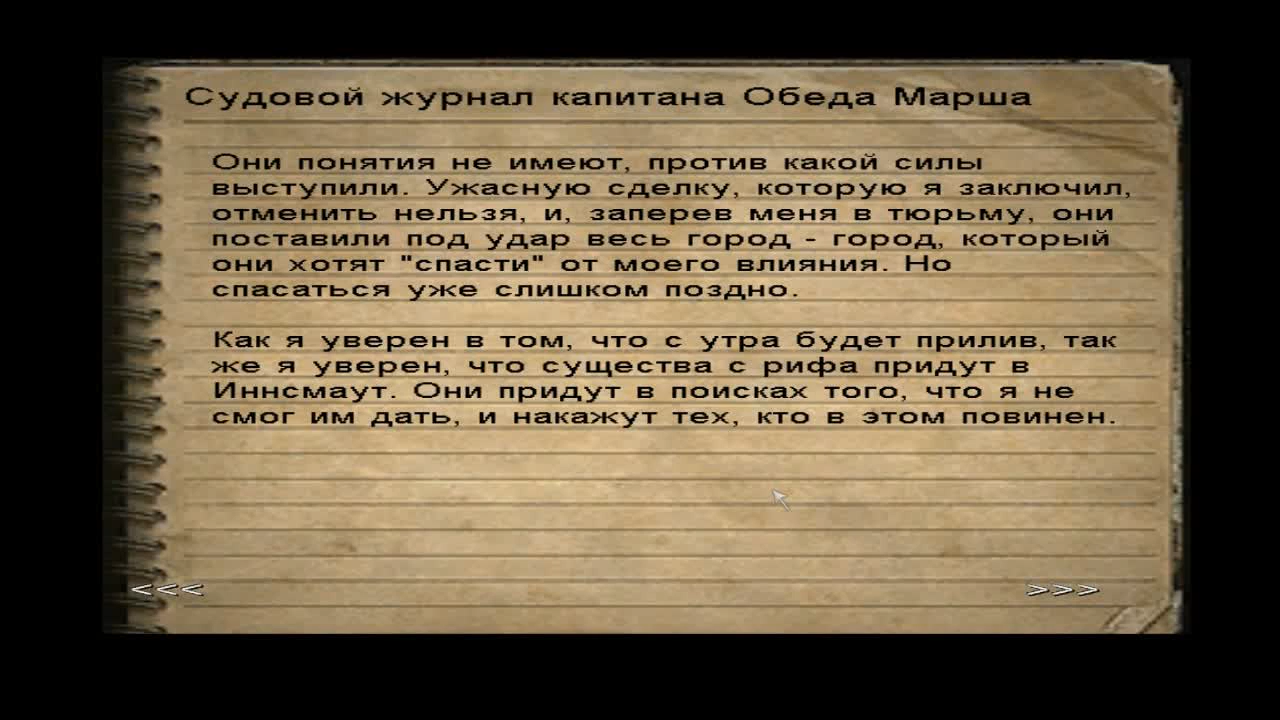 Судовой журнал капитана Обеда Марша
Они понятия не имеют, против какой силы
выступили. Ужасную сделку, которую я заключил,
отменить нельзя, и, заперев меня в тюрьму, они
поставили под удар весь город - город, который
они хотят "спасти" от моего влияния. Но
спасаться уже слишком поздно.
Как я уверен в том, что с утра будет прилив, так
же я уверен, что существа с рифа придут в
Иннсмаут. Они придут в поисках того, что я не
смог им дать, и накажут тех, кто в этом повинен.
<<< >>>